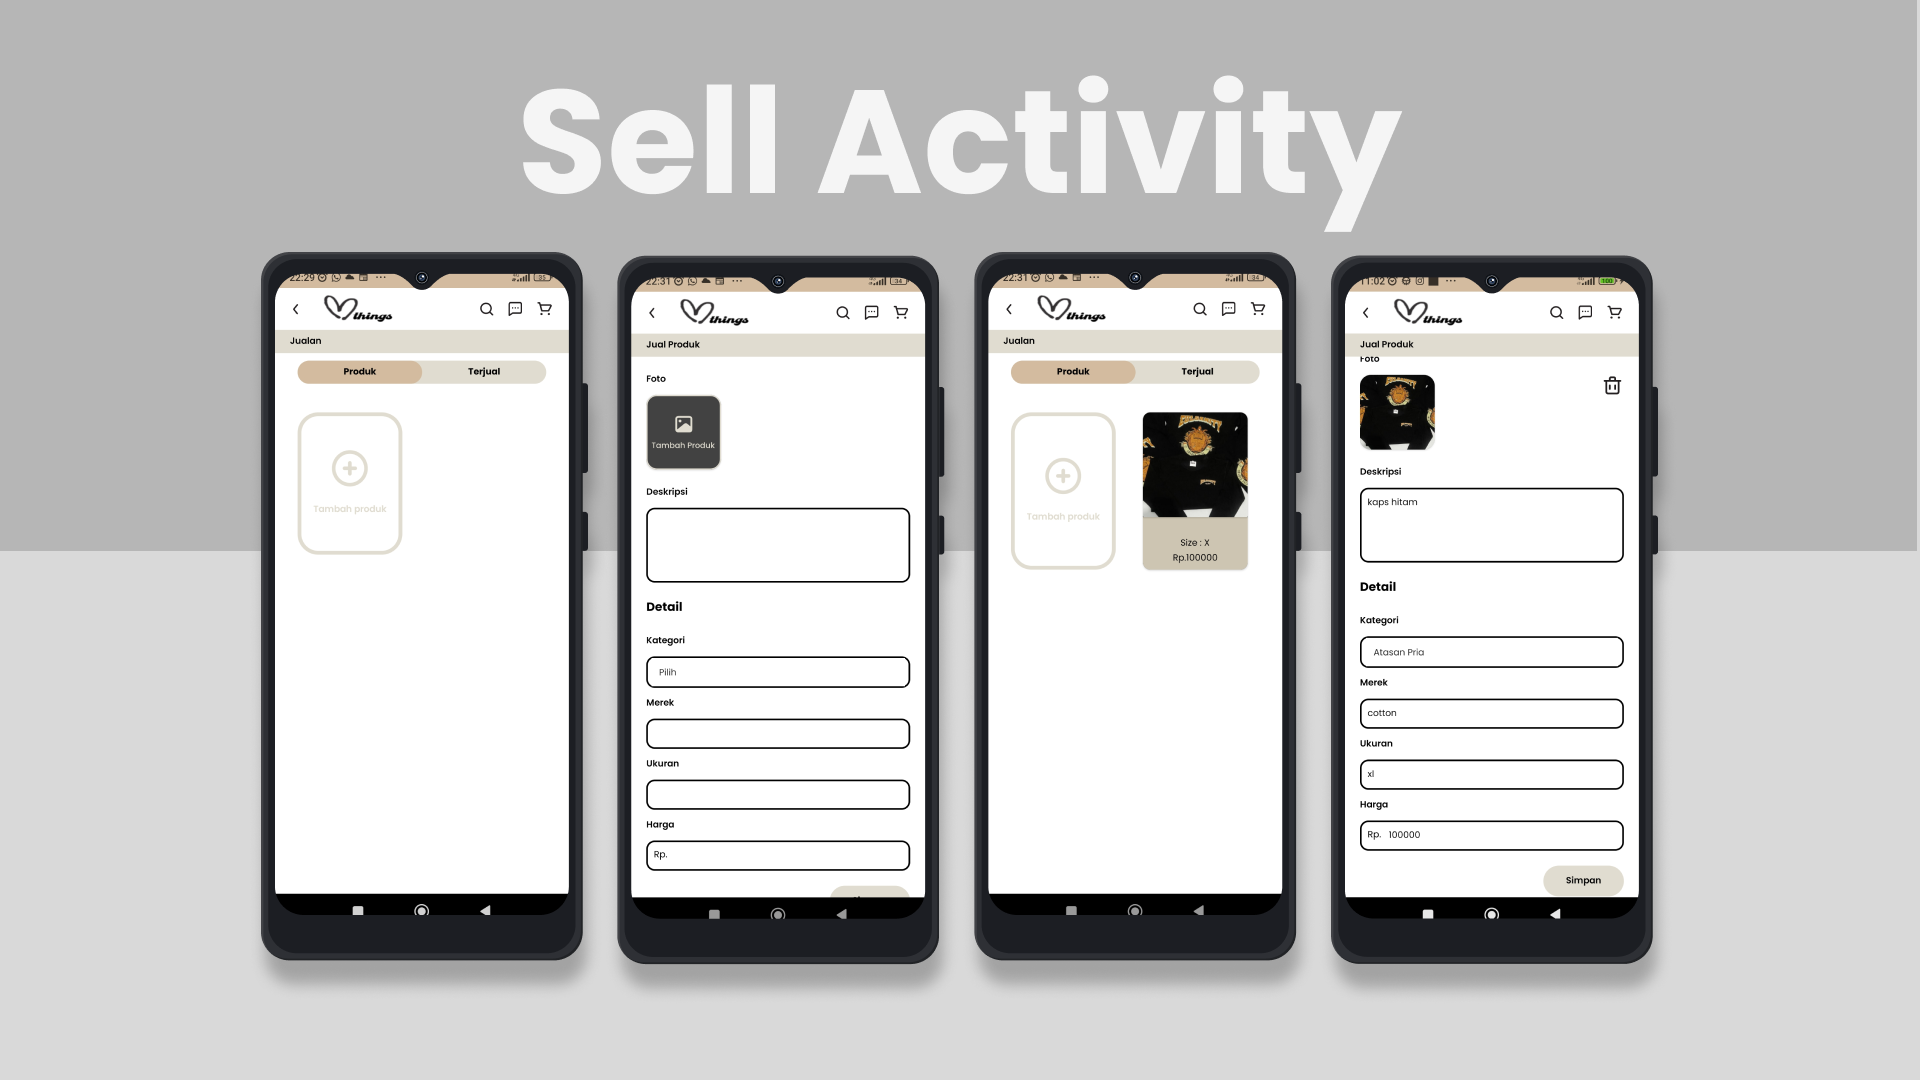 Sell Activity
22:29
things
Jualan
Produk
Terjual
Tambah produk
22:31
things
Jual Produk
Foto
Tambah Produk
Deskripsi
Detail
Kategori
Pilih
Merek
Ukuran
Harga
Rp.
22:31
things
Jualan
Produk
Terjual
Tambah produk
Size : X
Rp.100000
11:02
things
Jual Produk
Foto
Deskripsi
kaps hitam
Detail
Kategori
Atasan Pria
Merek
cotton
Ukuran
xl
Harga
Rp. 100000
Simpan